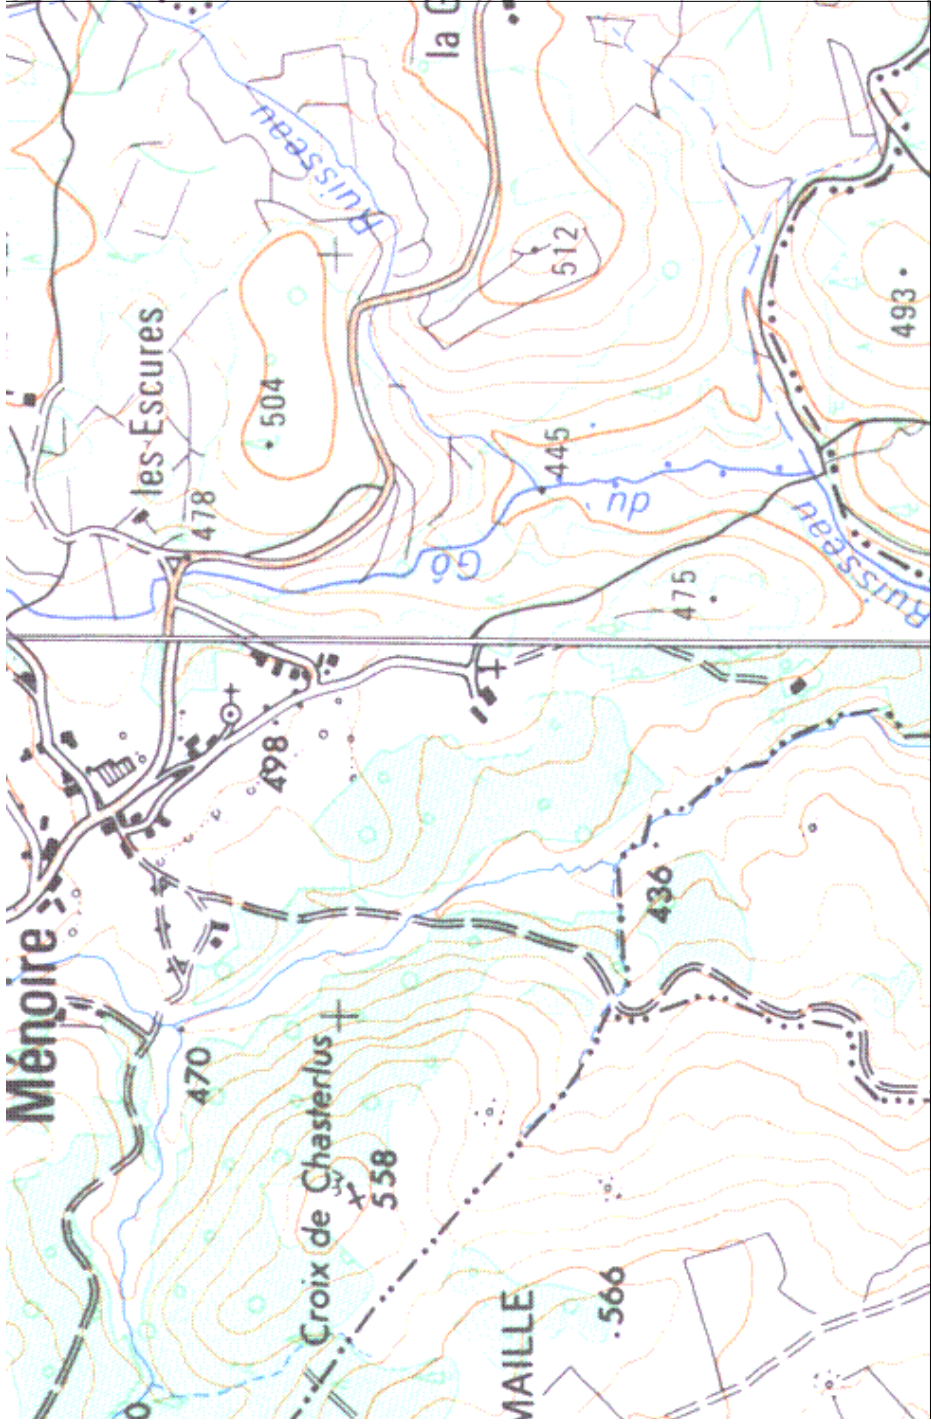 la G
Ruisseau
512
493
les Escures
504
478
445
du
Gô
Ruisseau
475
498
436
Ménoire
470
Croix de Chasterlus
558
MAILLE
566
0